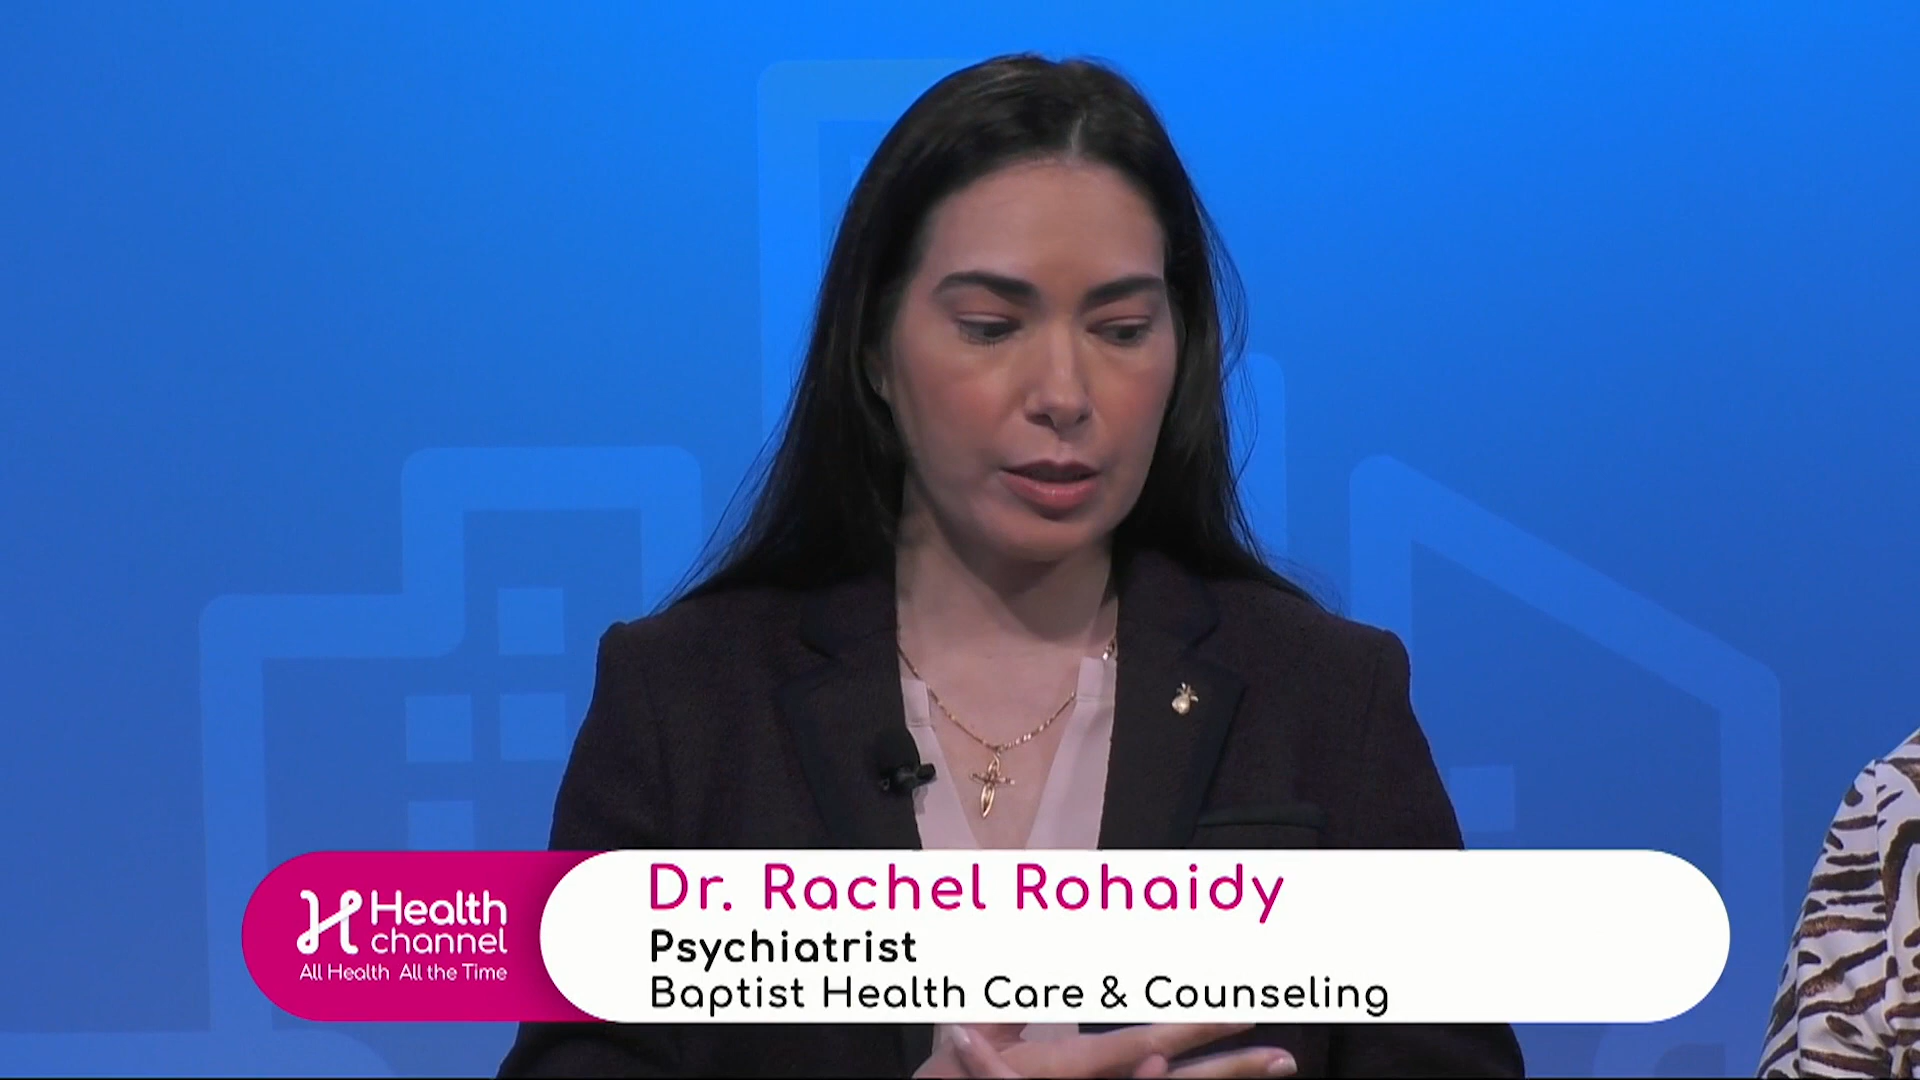 Health
channel
All Health All the Time
Dr. Rachel Rohaidy
Psychiatrist
Baptist Health Care & Counseling